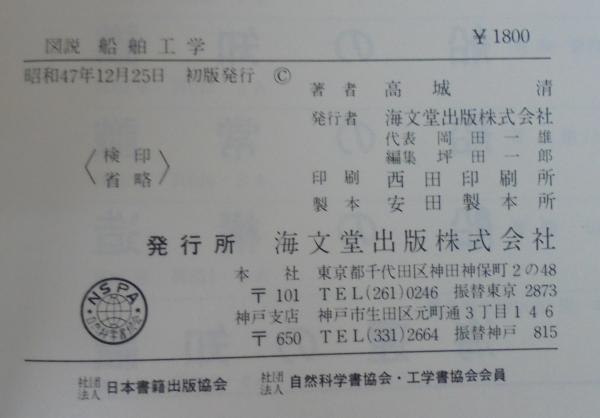 図説 船舶工学
¥1800
昭和47年12月25日 初版発行 ©
著者 高城 清
発行者 海文堂出版株式会社
代表 岡田一雄
編集 坪田一郎
〈検印省略〉
印刷 西田印刷所
製本 安田製本所
発行所 海文堂出版株式会社
本社 東京都千代田区神田神保町2の48
〒101 TEL(261)0246 振替東京 2873
神戸支店 神戸市生田区元町通3丁目146
〒650 TEL(331)2664 振替神戸 815
NSPA
自然科学書協会
社団法人 日本書籍出版協会 社団法人 自然科学書協会・工学書協会会員